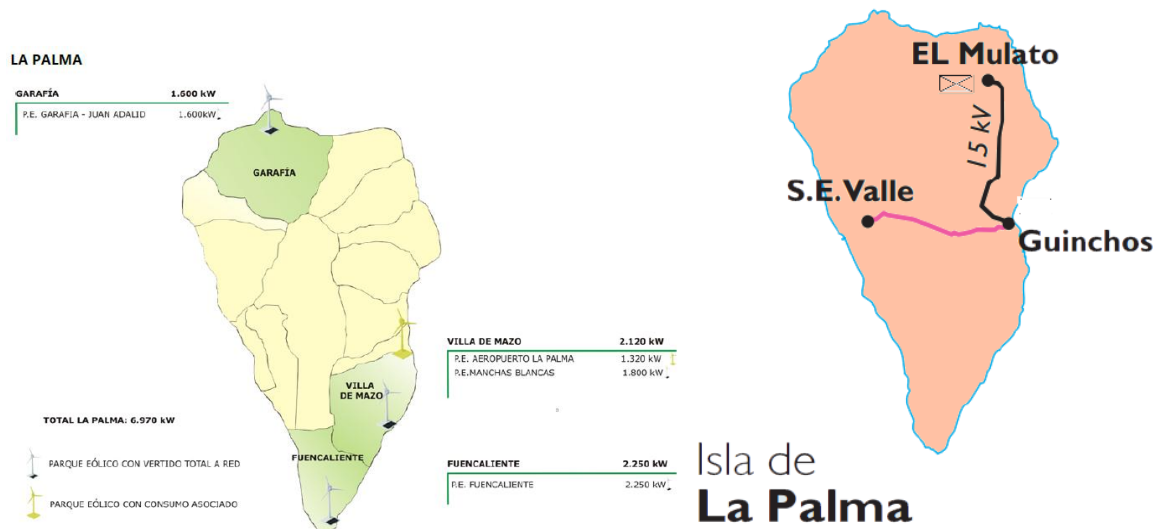 LA PALMA
GARAFÍA 1.600 kW
P.E. GARAFIA - JUAN ADALID 1.600kW
GARAFÍA
VILLA DE MAZO 2.120 kW
P.E. AEROPUERTO LA PALMA 1.320 kW
P.E.MANCHAS BLANCAS 1.800 kW
VILLA
DE MAZO
TOTAL LA PALMA: 6.970 kW
FUENCALIENTE
PARQUE EÓLICO CON VERTIDO TOTAL A RED
FUENCALIENTE 2.250 kW
P.E. FUENCALIENTE 2.250 kW
PARQUE EÓLICO CON CONSUMO ASOCIADO
EL Mulato
15 kV
S.E.Valle
Guinchos
Isla de
La Palma